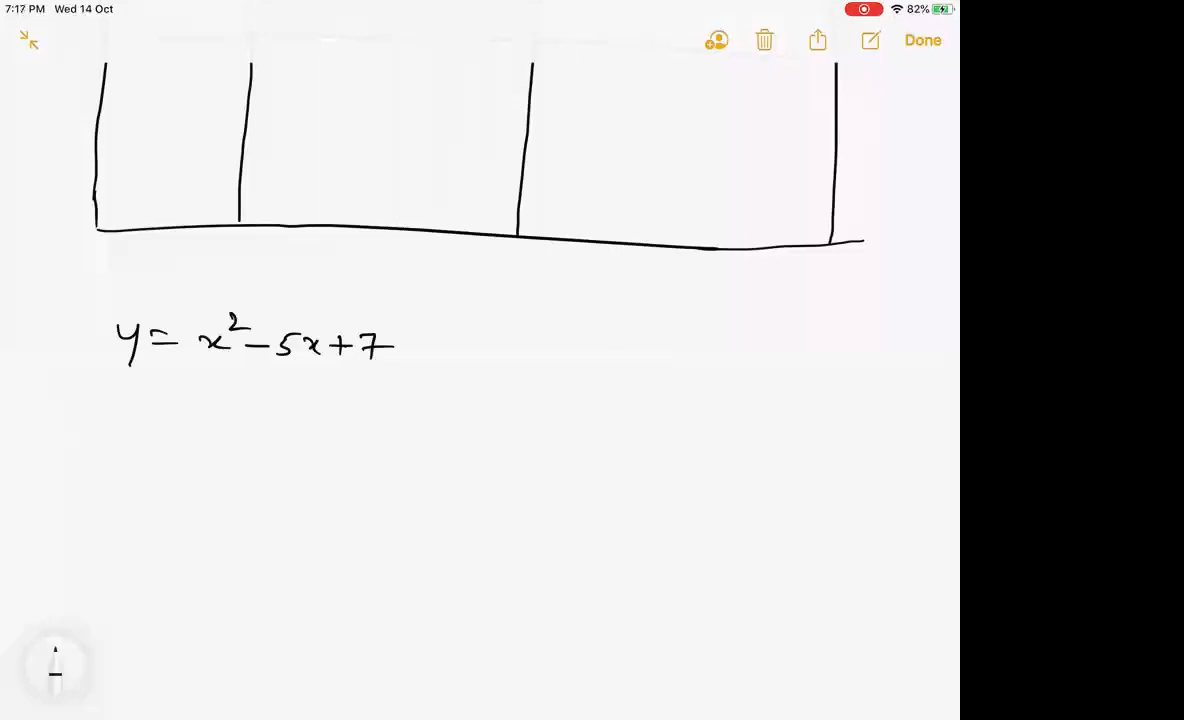 7:17 PM Wed 14 Oct 82%
Done
y = x² - 5x + 7